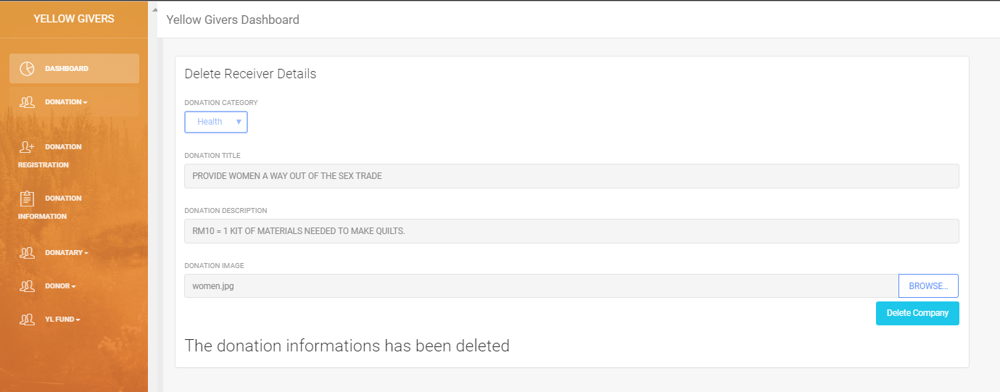 YELLOW GIVERS
Yellow Givers Dashboard
DASHBOARD
DONATION
DONATION
REGISTRATION
DONATION
INFORMATION
DONATARY
DONOR
YL FUND
Delete Receiver Details
DONATION CATEGORY
Health
DONATION TITLE
PROVIDE WOMEN A WAY OUT OF THE SEX TRADE
DONATION DESCRIPTION
RM10 = 1 KIT OF MATERIALS NEEDED TO MAKE QUILTS.
DONATION IMAGE
women.jpg
BROWSE...
Delete Company
The donation informations has been deleted